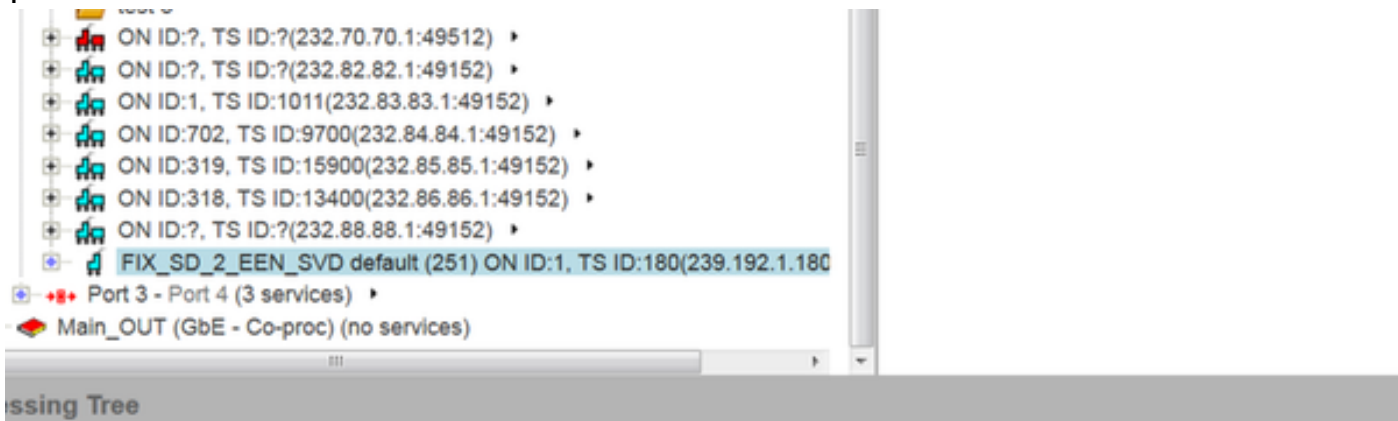 ON ID:?, TS ID:?(232.70.70.1:49512)
ON ID:?, TS ID:?(232.82.82.1:49152)
ON ID:1, TS ID:1011(232.83.83.1:49152)
ON ID:702, TS ID:9700(232.84.84.1:49152)
ON ID:319, TS ID:15900(232.85.85.1:49152)
ON ID:318, TS ID:13400(232.86.86.1:49152)
ON ID:?, TS ID:?(232.88.88.1:49152)
FIX_SD_2_EEN_SVD default (251) ON ID:1, TS ID:180(239.192.1.180
Port 3 - Port 4 (3 services)
Main_OUT (GbE - Co-proc) (no services)
ssing Tree